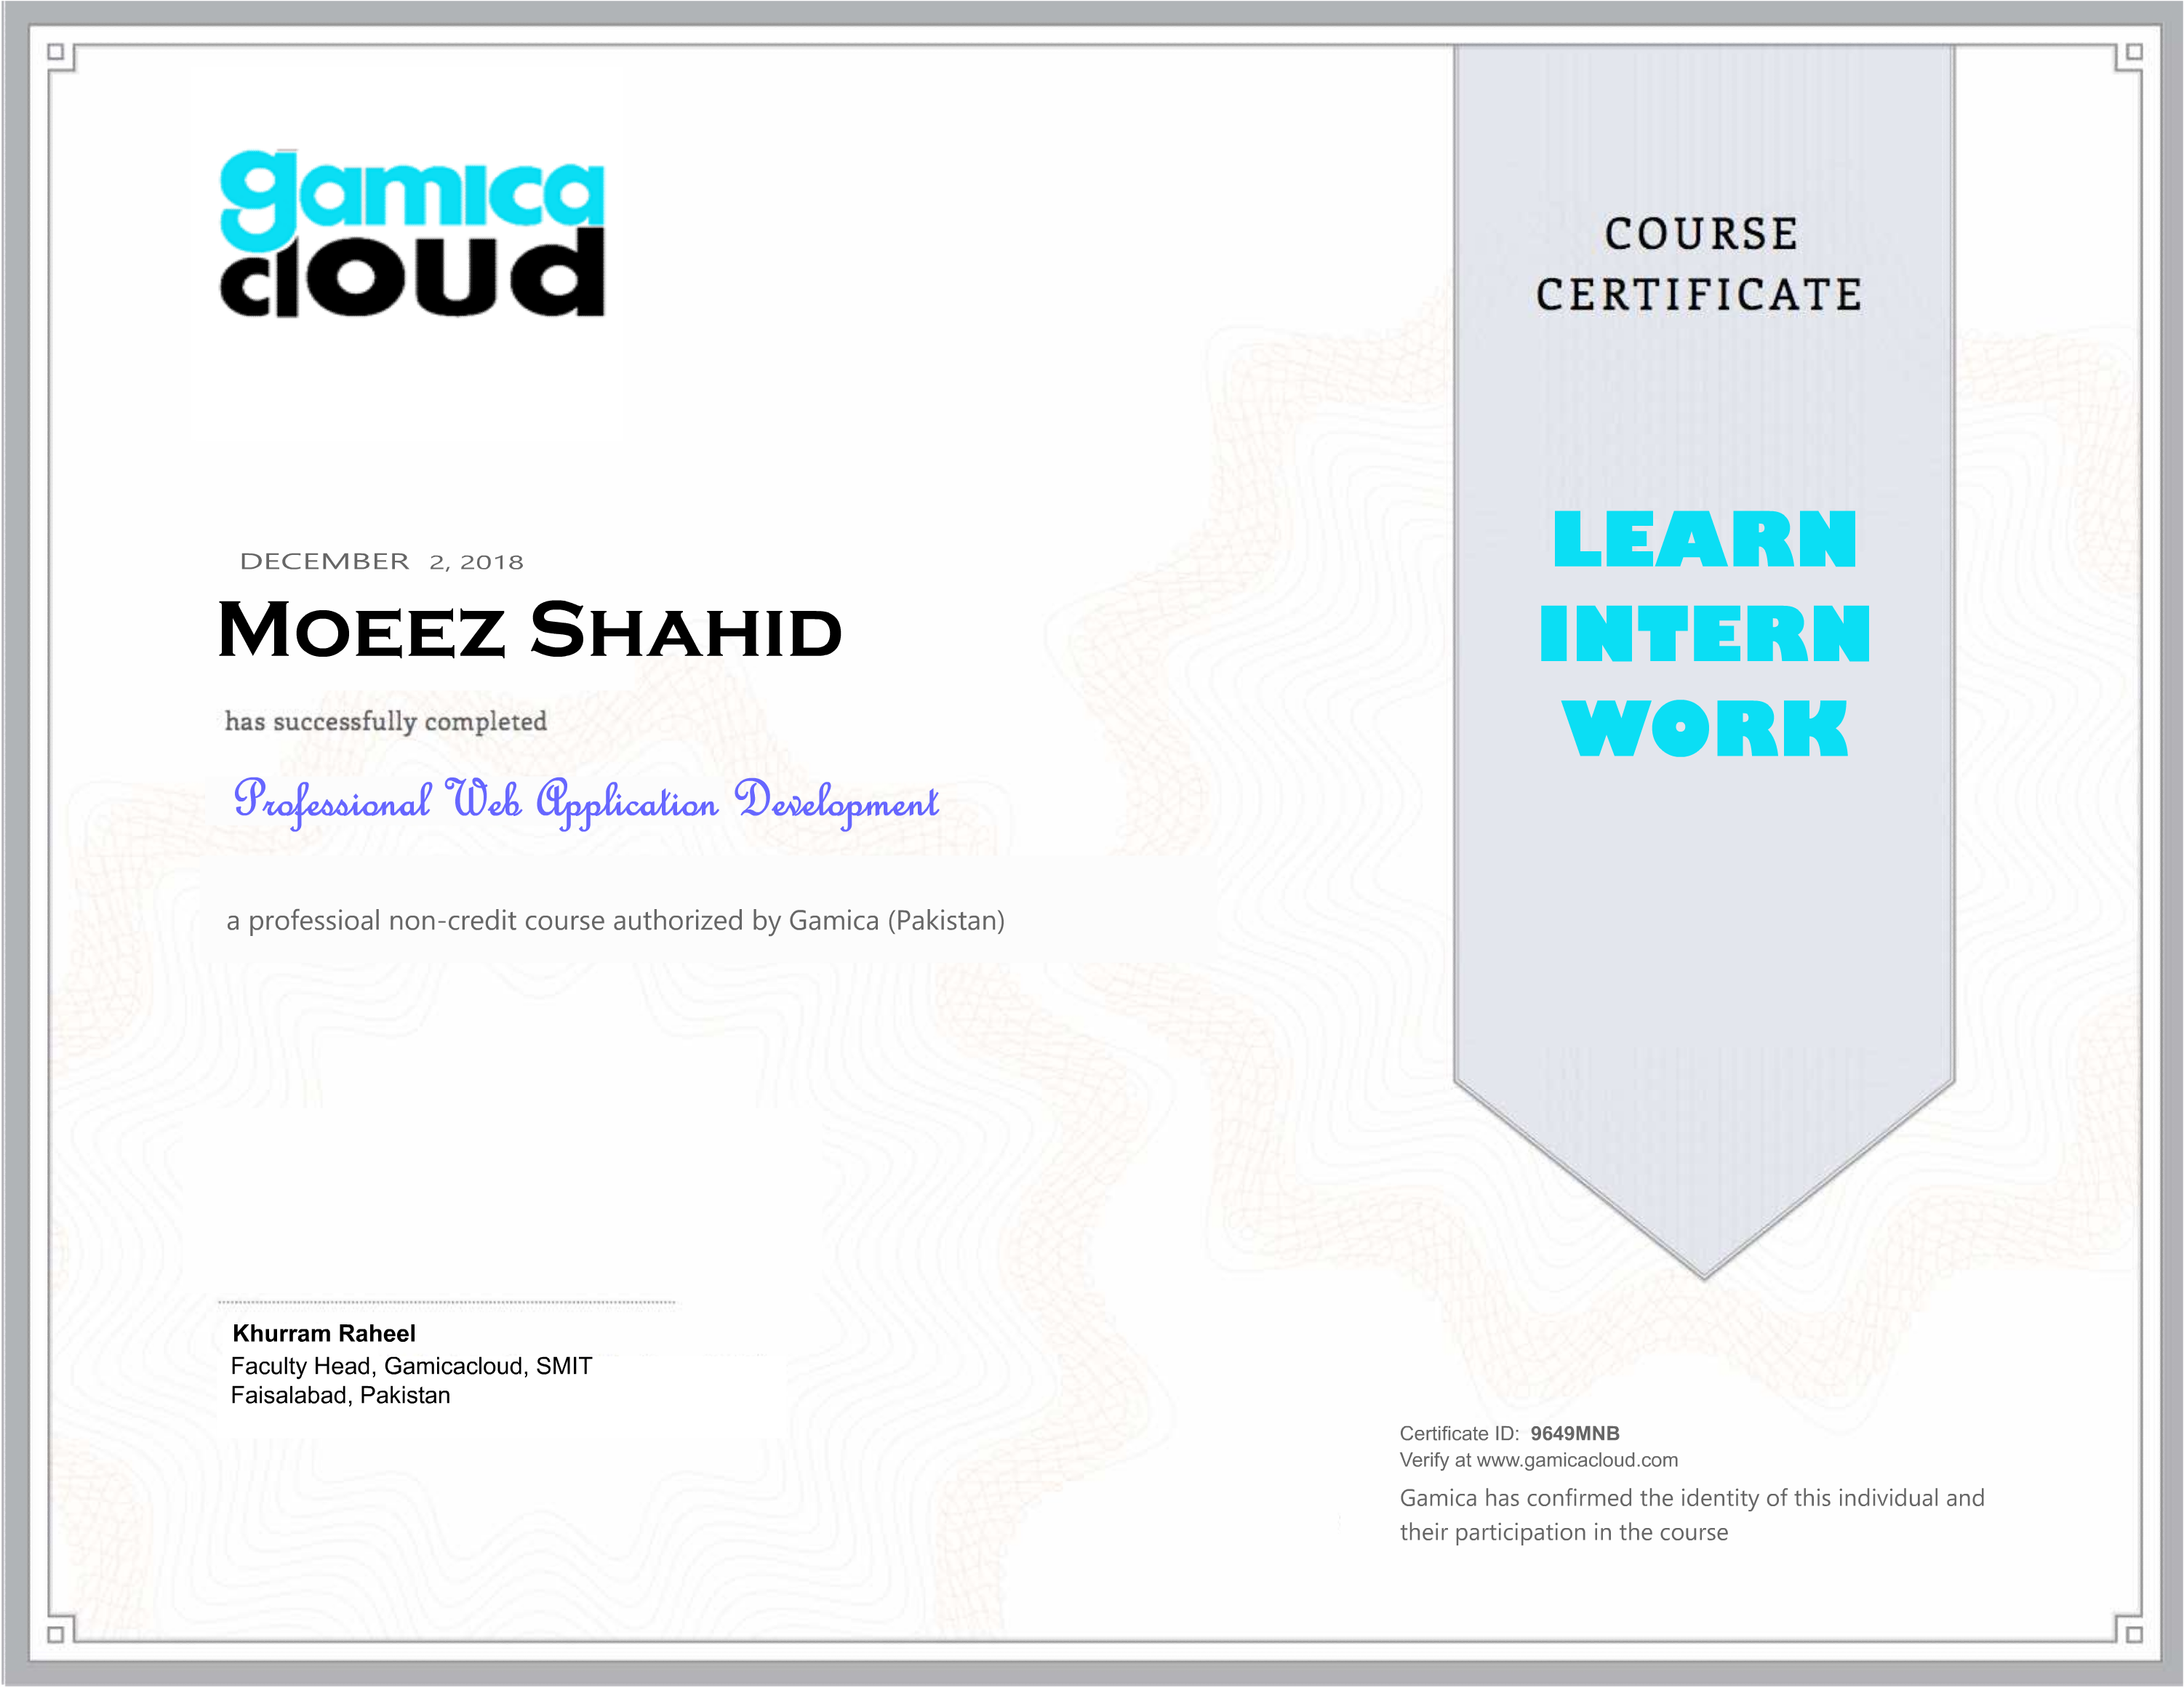 gamica
cloud
COURSE
CERTIFICATE
LEARN
INTERN
WORK
DECEMBER 2, 2018
MOEEZ SHAHID
has successfully completed
Professional Web Application Development
a professioal non-credit course authorized by Gamica (Pakistan)
Khurram Raheel
Faculty Head, Gamicacloud, SMIT
Faisalabad, Pakistan
Certificate ID: 9649MNB
Verify at www.gamicacloud.com
Gamica has confirmed the identity of this individual and
their participation in the course